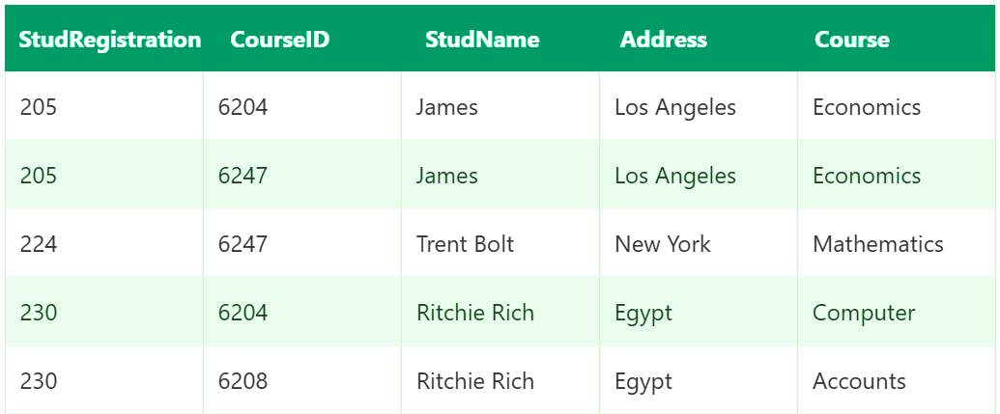 StudRegistration CourseID StudName Address Course
205 6204 James Los Angeles Economics
205 6247 James Los Angeles Economics
224 6247 Trent Bolt New York Mathematics
230 6204 Ritchie Rich Egypt Computer
230 6208 Ritchie Rich Egypt Accounts